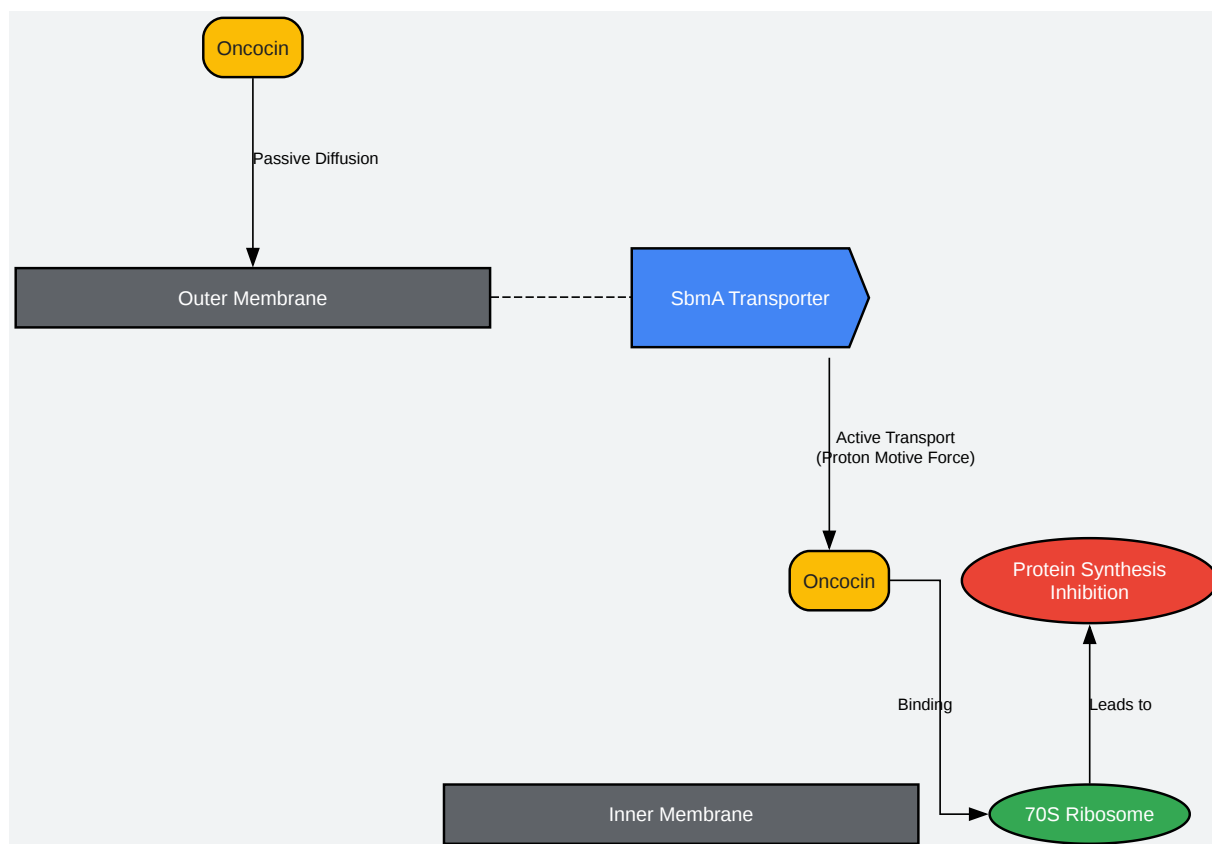 Oncocin
Passive Diffusion
Outer Membrane
SbmA Transporter
Active Transport
(Proton Motive Force)
Oncocin
Protein Synthesis
Inhibition
Binding
Leads to
Inner Membrane
70S Ribosome